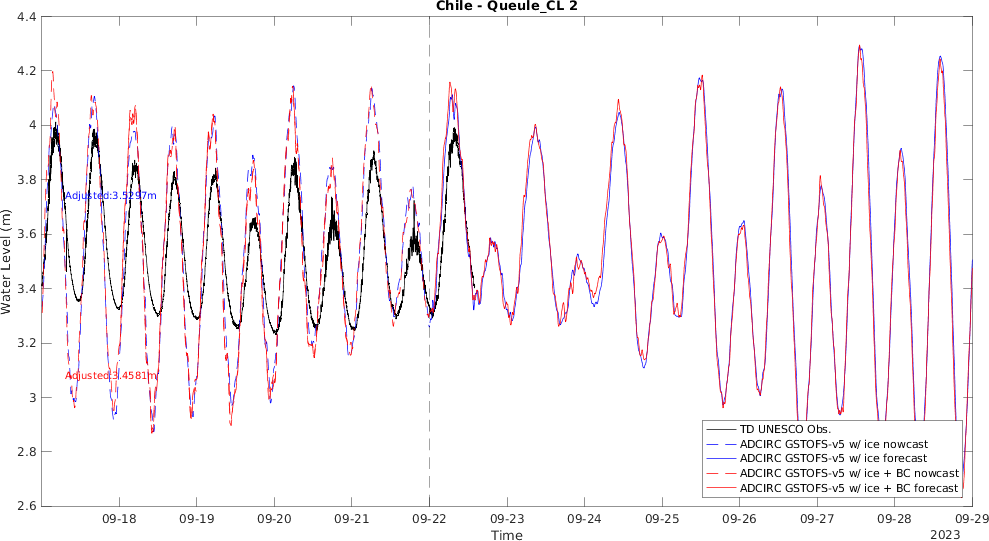 Chile - Queule_CL 2
4.4
4.2
4
3.8
3.6
3.4
3.2
3
2.8
2.6
Water Level (m)
Adjusted:3.5297m
Adjusted:3.4581m
TD UNESCO Obs.
ADCIRC GSTOFS-v5 w/ ice nowcast
ADCIRC GSTOFS-v5 w/ ice forecast
ADCIRC GSTOFS-v5 w/ ice + BC nowcast
ADCIRC GSTOFS-v5 w/ ice + BC forecast
09-18 09-19 09-20 09-21 09-22 09-23 09-24 09-25 09-26 09-27 09-28 09-29
Time
2023